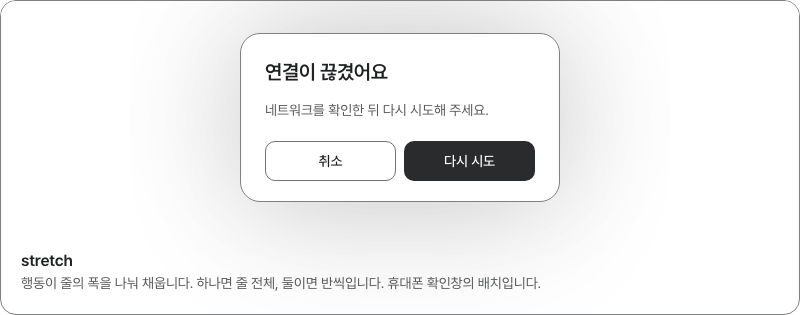 연결이 끊겼어요
네트워크를 확인한 뒤 다시 시도해 주세요.
취소
다시 시도
stretch
행동이 줄의 폭을 나눠 채웁니다. 하나면 줄 전체, 둘이면 반씩입니다. 휴대폰 확인창의 배치입니다.